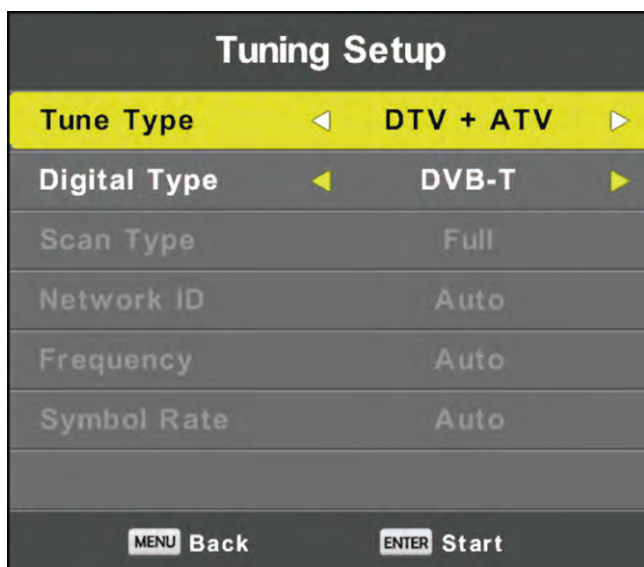 Tuning Setup
Tune Type DTV + ATV
Digital Type DVB-T
Scan Type Full
Network ID Auto
Frequency Auto
Symbol Rate Auto
MENU Back ENTER Start